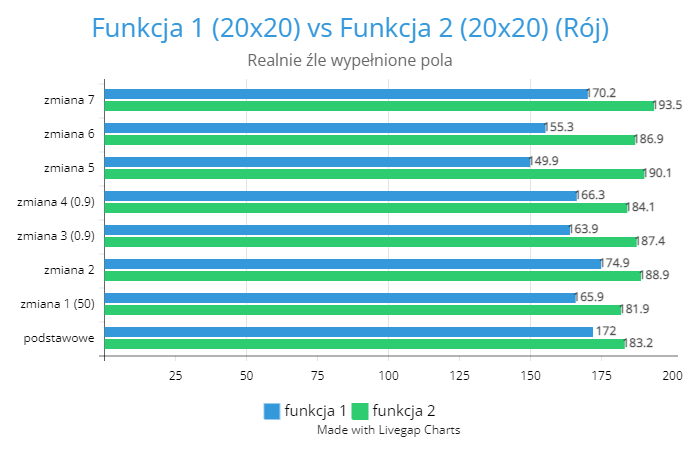 Funkcja 1 (20x20) vs Funkcja 2 (20x20) (Rój)
Realnie źle wypełnione pola
zmiana 7
170.2
193.5
zmiana 6
155.3
186.9
zmiana 5
149.9
190.1
zmiana 4 (0.9)
166.3
184.1
zmiana 3 (0.9)
163.9
187.4
zmiana 2
174.9
188.9
zmiana 1 (50)
165.9
181.9
podstawowe
172
183.2
25 50 75 100 125 150 175 200
funkcja 1 funkcja 2
Made with Livegap Charts